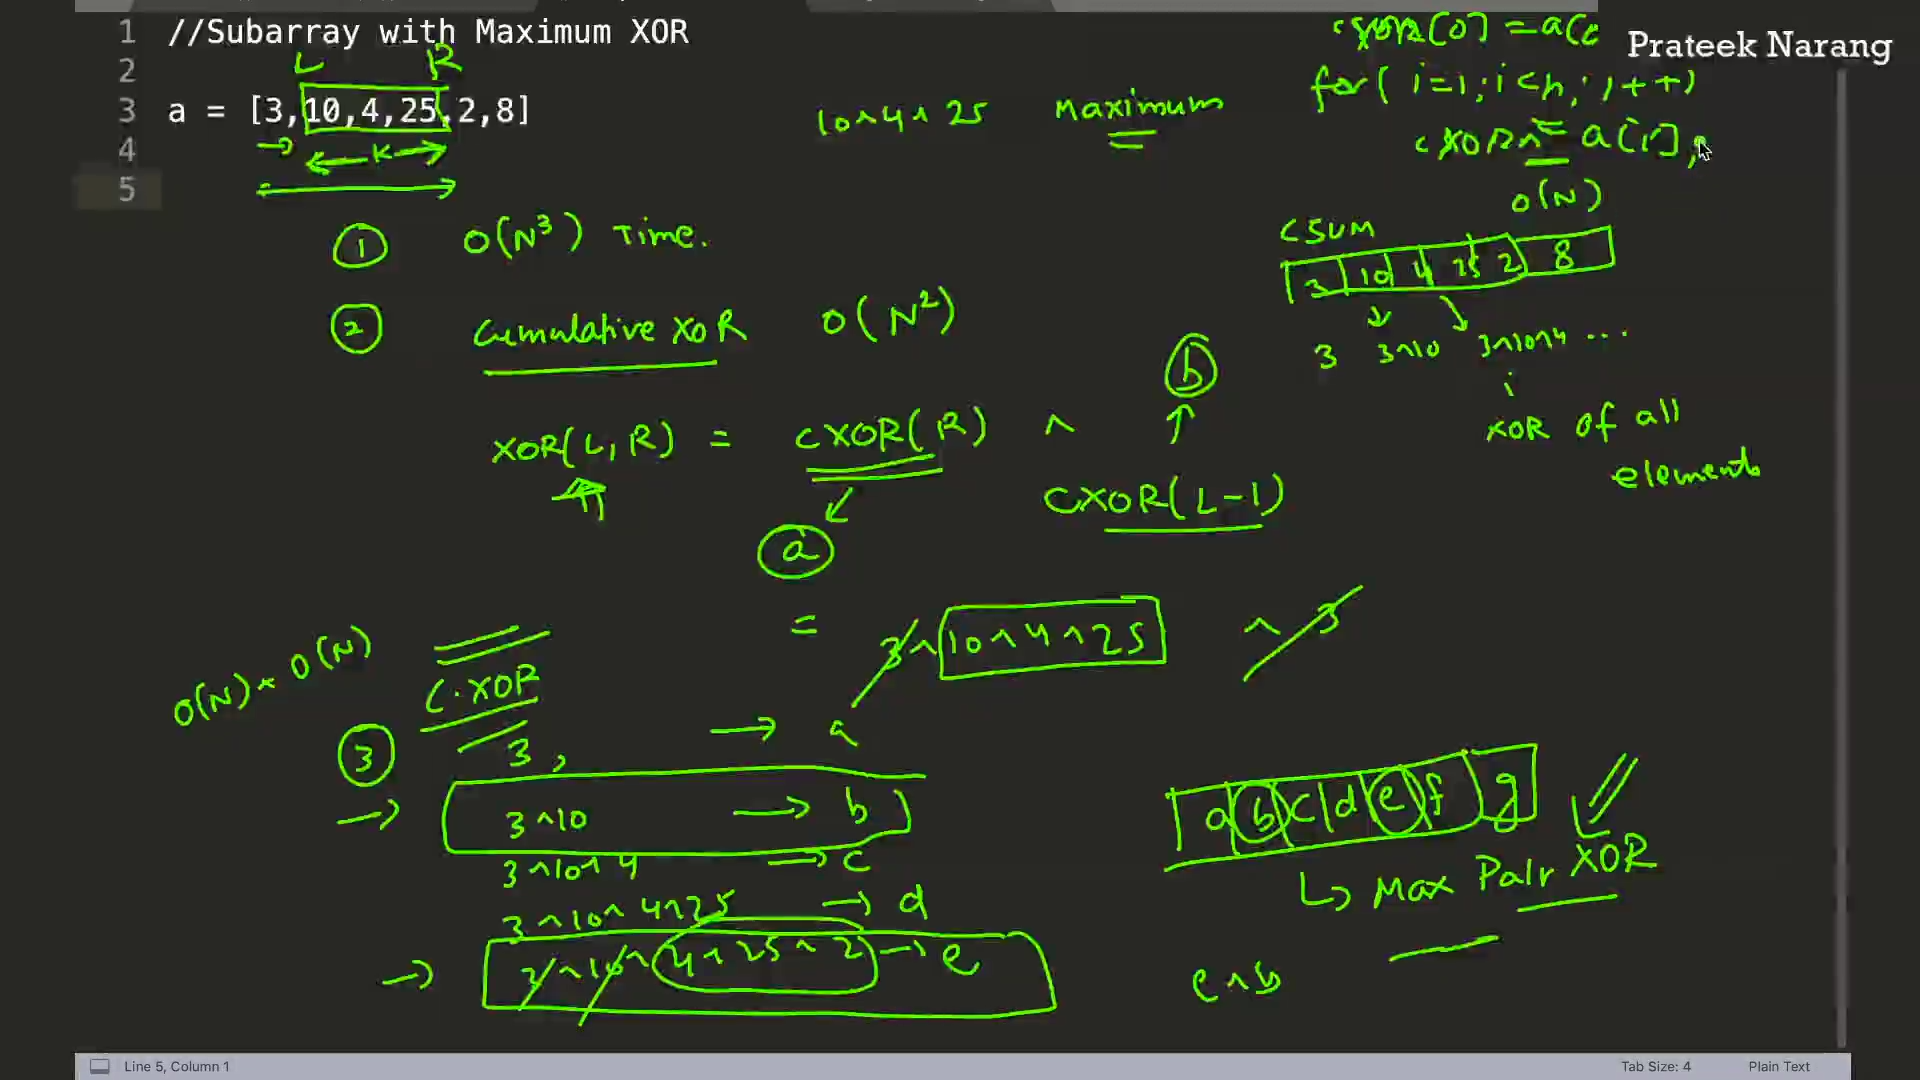 1 //Subarray with Maximum XOR
cxor[0] = a[
Prateek Narang
2
L R
for( i=1; i<n; i++)
3 a = [3,10,4,25,2,8]
10^4^25 Maximum
4
K
cxor^= a[i],
5
O(N)
1 O(N³) Time.
CSUM
3 10 4 25 2 8
2 Cumulative XOR O(N²)
3 3^10 3^10^4 ...
b
i
XOR of all
elements
XOR(L,R) = CXOR(R) ^
CXOR(L-1)
a
= 3^10^4^25 ^ 3
O(N)* O(N)
C.XOR
3 3, → a
3^10 → b
3^10^4 → c
3^10^4^25 → d
3^10^4^25^2 → e
a b c d e f g
Max Pair XOR
e^b
Line 5, Column 1
Tab Size: 4
Plain Text